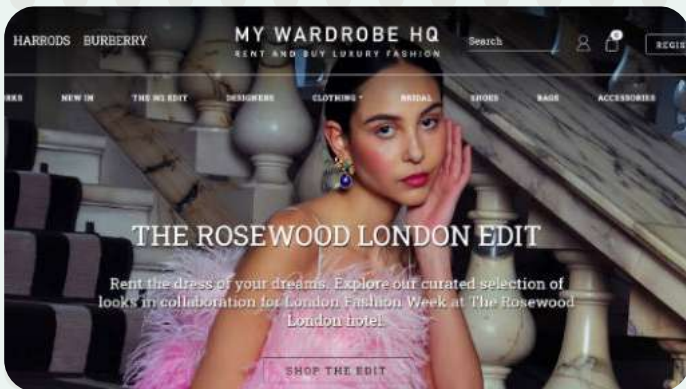 HARRODS BURBERRY
MY WARDROBE HQ
RENT AND BUY LUXURY FASHION
Search
0
NEW IN
THE W1 EDIT
DESIGNERS
CLOTHING
BRIDAL
SHOES
BAGS
ACCESSORIES
THE ROSEWOOD LONDON EDIT
Rent the dress of your dreams. Explore our curated selection of
looks in collaboration for London Fashion Week at The Rosewood
London hotel
SHOP THE EDIT